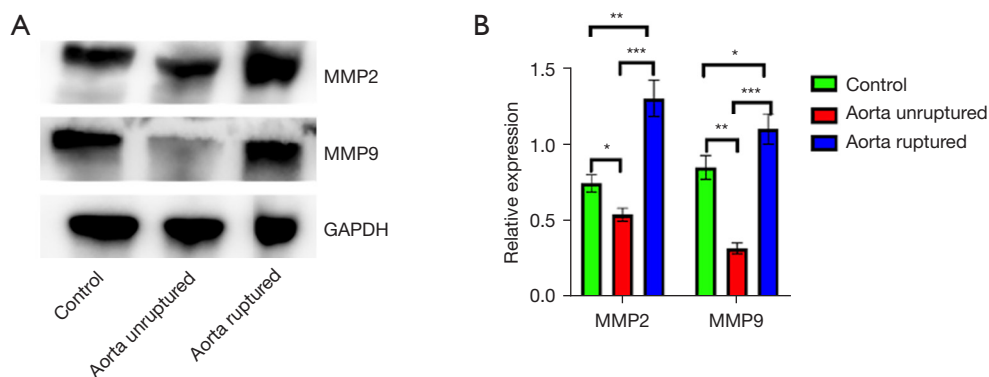 A
MMP2
MMP9
GAPDH
Control
Aorta unruptured
Aorta ruptured
B
**
***
*
*
***
**
1.5
1.0
0.5
0.0
Relative expression
MMP2
MMP9
Control
Aorta unruptured
Aorta ruptured